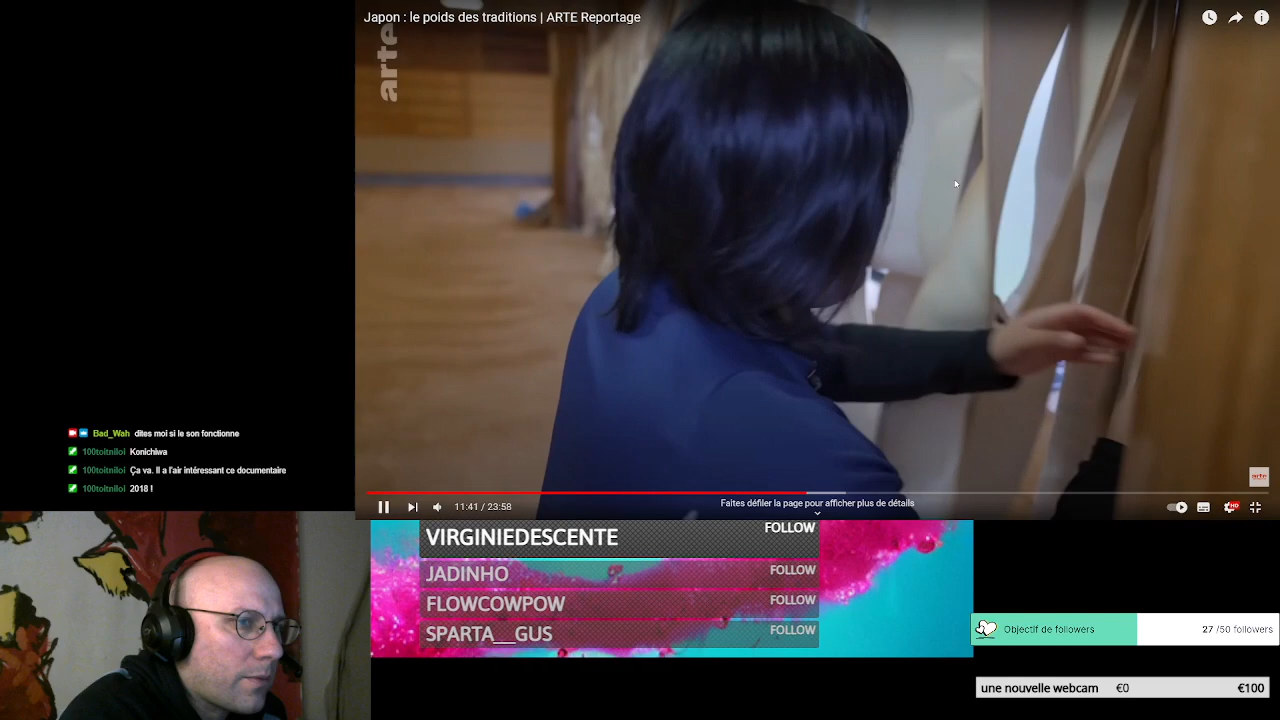 Japon : le poids des traditions | ARTE Reportage
arte
Bad_Wah dites moi si le son fonctionne
100toitniloi Konichiwa
100toitniloi Ça va. Il a l'air intéressant ce documentaire
100toitniloi 2018 !
arte
11:41 / 23:58
Faites défiler la page pour afficher plus de détails
HD
VIRGINIEDESCENTE FOLLOW
JADINHO FOLLOW
FLOWCOWPOW FOLLOW
SPARTA__GUS FOLLOW
Objectif de followers 27 /50 followers
une nouvelle webcam €0 €100